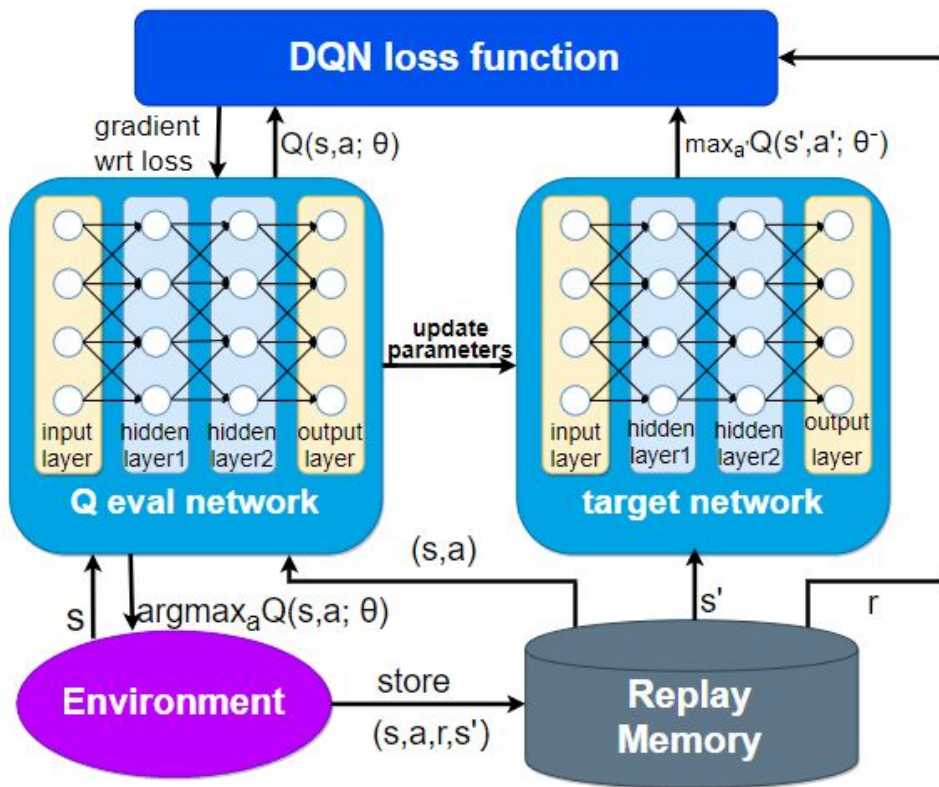 DQN loss function
gradient
wrt loss
Q(s,a; θ)
maxₐ'Q(s',a'; θ⁻)
input
layer
hidden
layer1
hidden
layer2
output
layer
Q eval network
update
parameters
input
layer
hidden
layer1
hidden
layer2
output
layer
target network
s
argmaxₐQ(s,a; θ)
(s,a)
s'
r
Environment
store
(s,a,r,s')
Replay
Memory